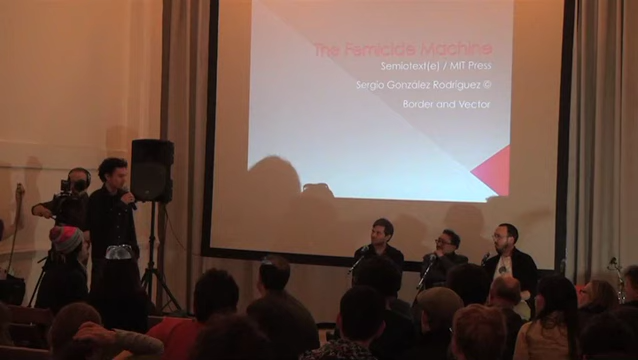 The Femicide Machine
Semiotext(e) / MIT Press
Sergio González Rodríguez ©
Border and Vector